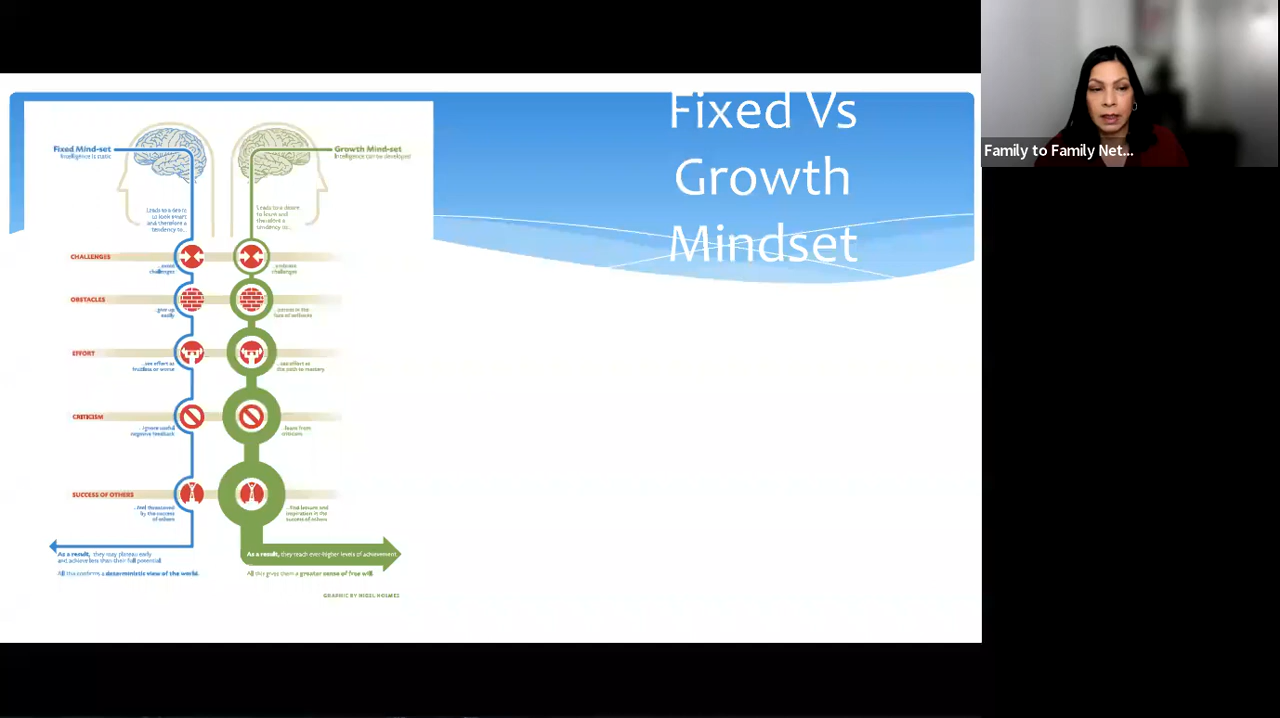 Fixed Vs
Growth
Mindset
Family to Family Net...
Fixed Mind-set
Intelligence is static
Growth Mind-set
Intelligence can be developed
Leads to a desire
to look smart
and therefore a
tendency to...
Leads to a desire
to learn and
therefore a
tendency to...
CHALLENGES
...avoid
challenges
...embrace
challenges
OBSTACLES
...give up
easily
...persist in the
face of setbacks
EFFORT
...see effort as
fruitless or worse
...see effort as
the path to mastery
CRITICISM
...ignore useful
negative feedback
...learn from
criticism
SUCCESS OF OTHERS
...feel threatened
by the success
of others
...find lessons and
inspiration in the
success of others
As a result, they may plateau early
and achieve less than their full potential.
All this confirms a deterministic view of the world.
As a result, they reach ever-higher levels of achievement.
All this gives them a greater sense of free will.
GRAPHIC BY NIGEL HOLMES